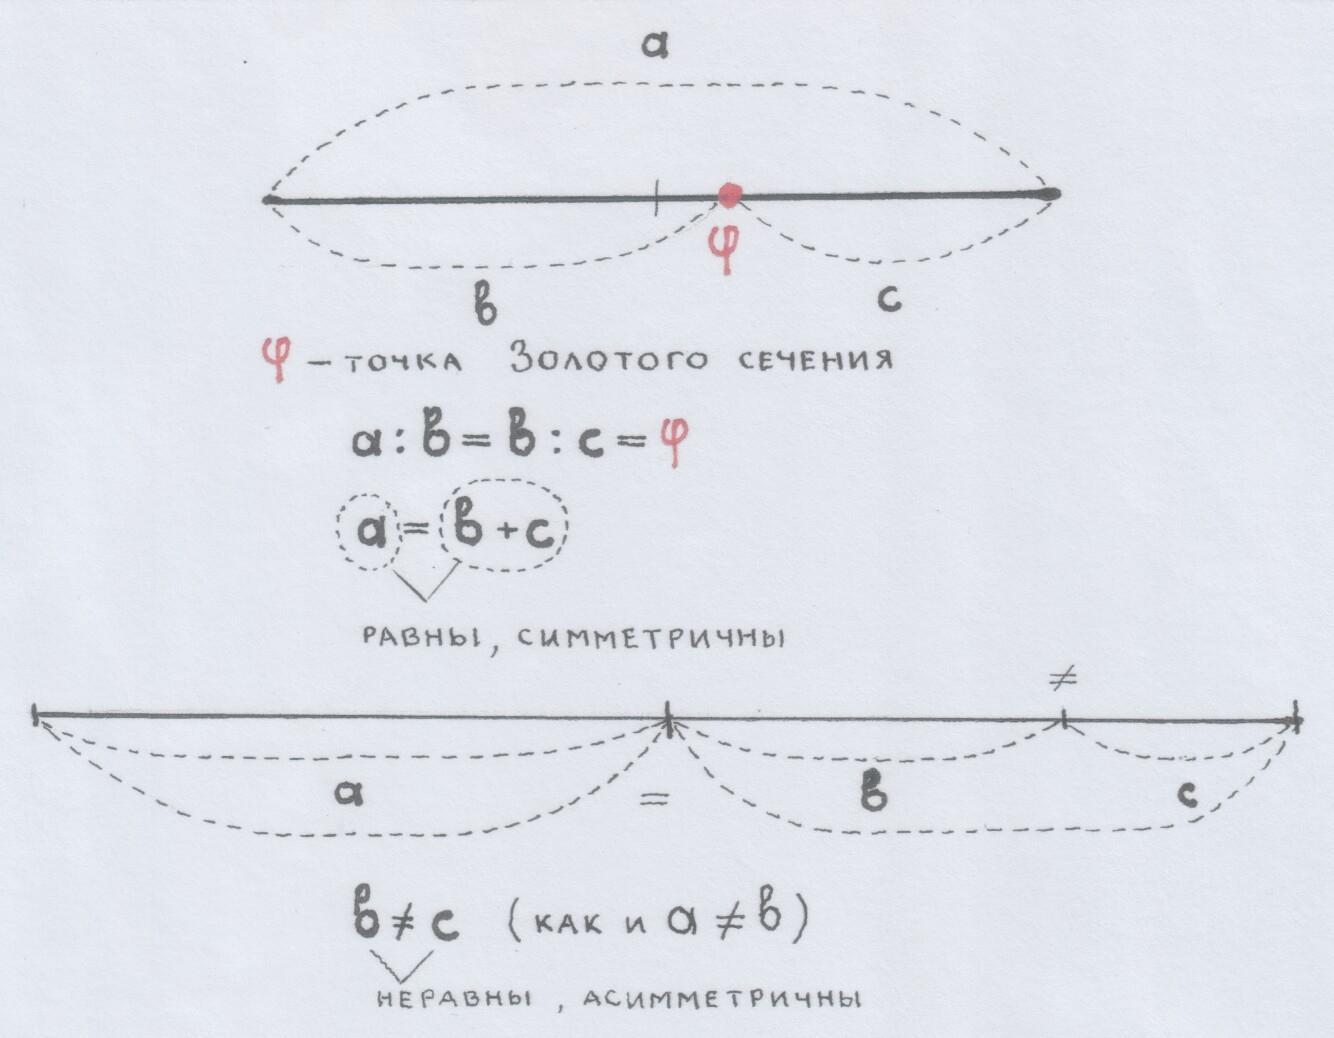 а
φ
в с
φ – точка Золотого сечения
а : в = в : с = φ
а = в + с
равны, симметричны
≠
а = в с
в ≠ с (как и а ≠ в)
неравны, асимметричны